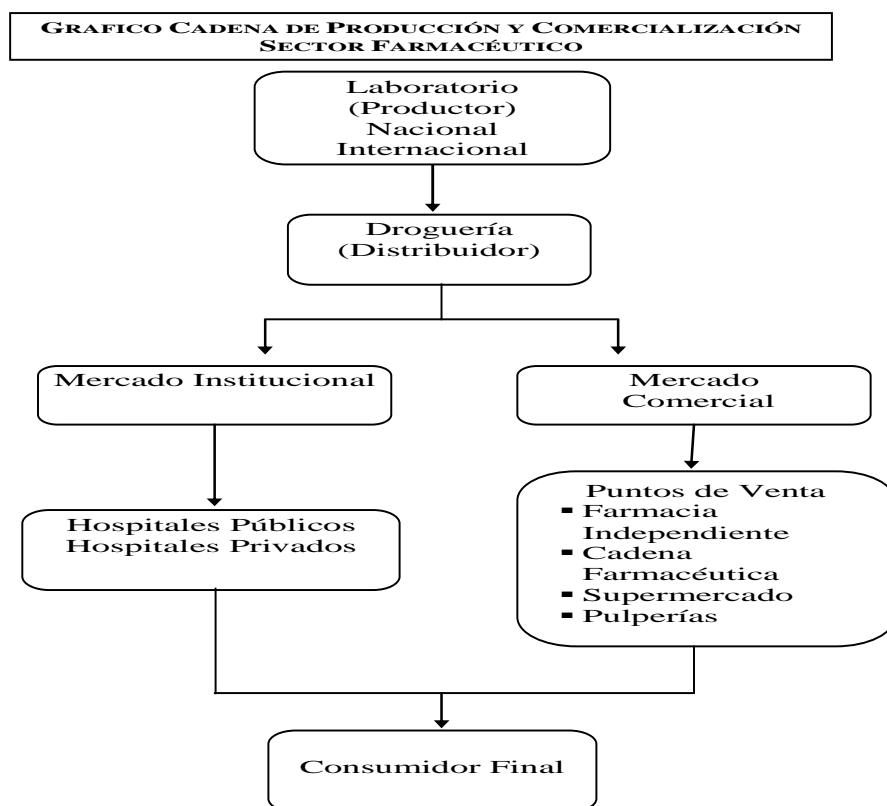 GRAFICO CADENA DE PRODUCCIÓN Y COMERCIALIZACIÓN
SECTOR FARMACÉUTICO
Laboratorio
(Productor)
Nacional
Internacional
Droguería
(Distribuidor)
Mercado Institucional
Mercado
Comercial
Hospitales Públicos
Hospitales Privados
Puntos de Venta
▪ Farmacia
Independiente
▪ Cadena
Farmacéutica
▪ Supermercado
▪ Pulperías
Consumidor Final